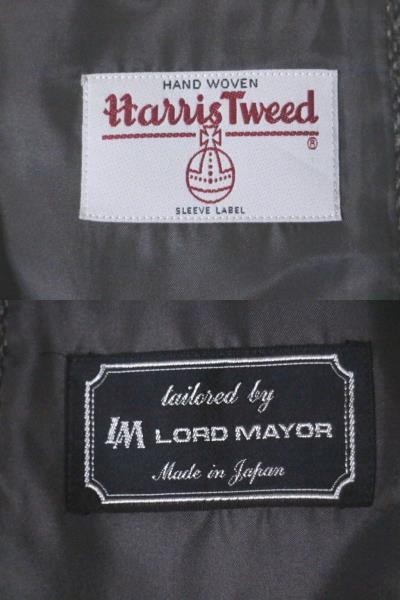 HAND WOVEN
Harris Tweed
®
SLEEVE LABEL
tailored by
LM LORD MAYOR
Made in Japan